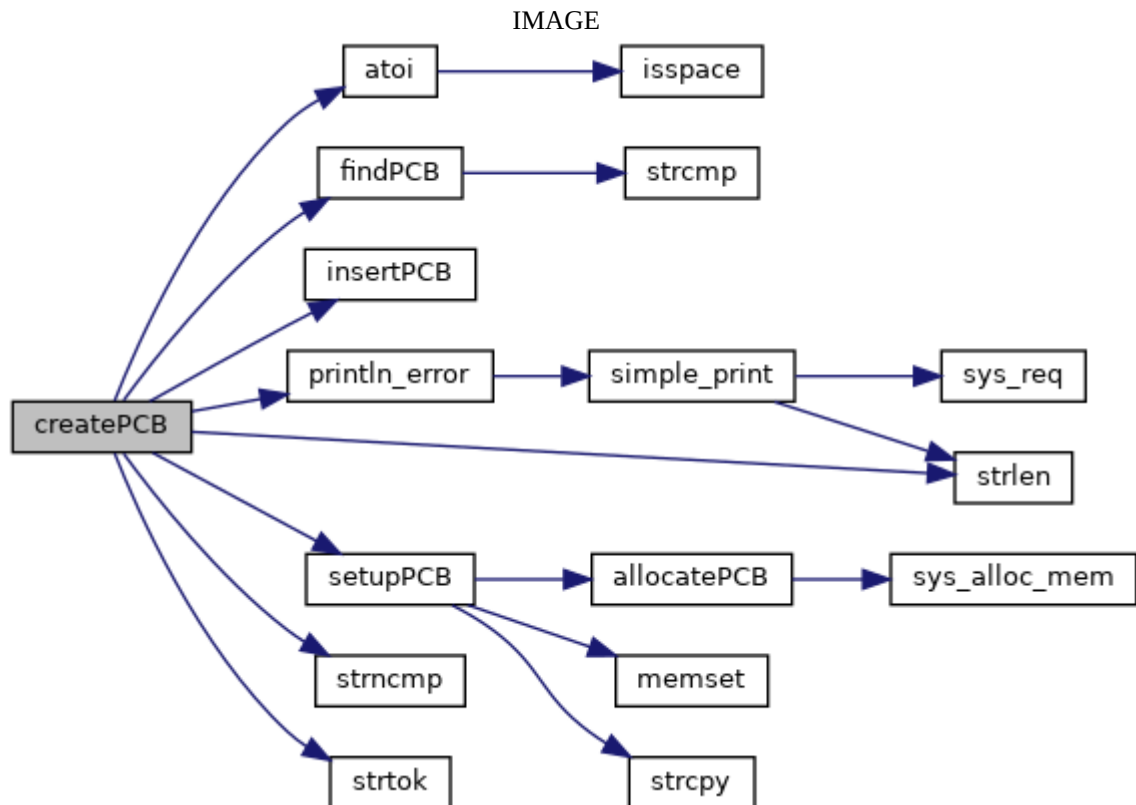 IMAGE
atoi
isspace
findPCB
strcmp
insertPCB
println_error
simple_print
sys_req
createPCB
strlen
setupPCB
allocatePCB
sys_alloc_mem
strncmp
memset
strtok
strcpy